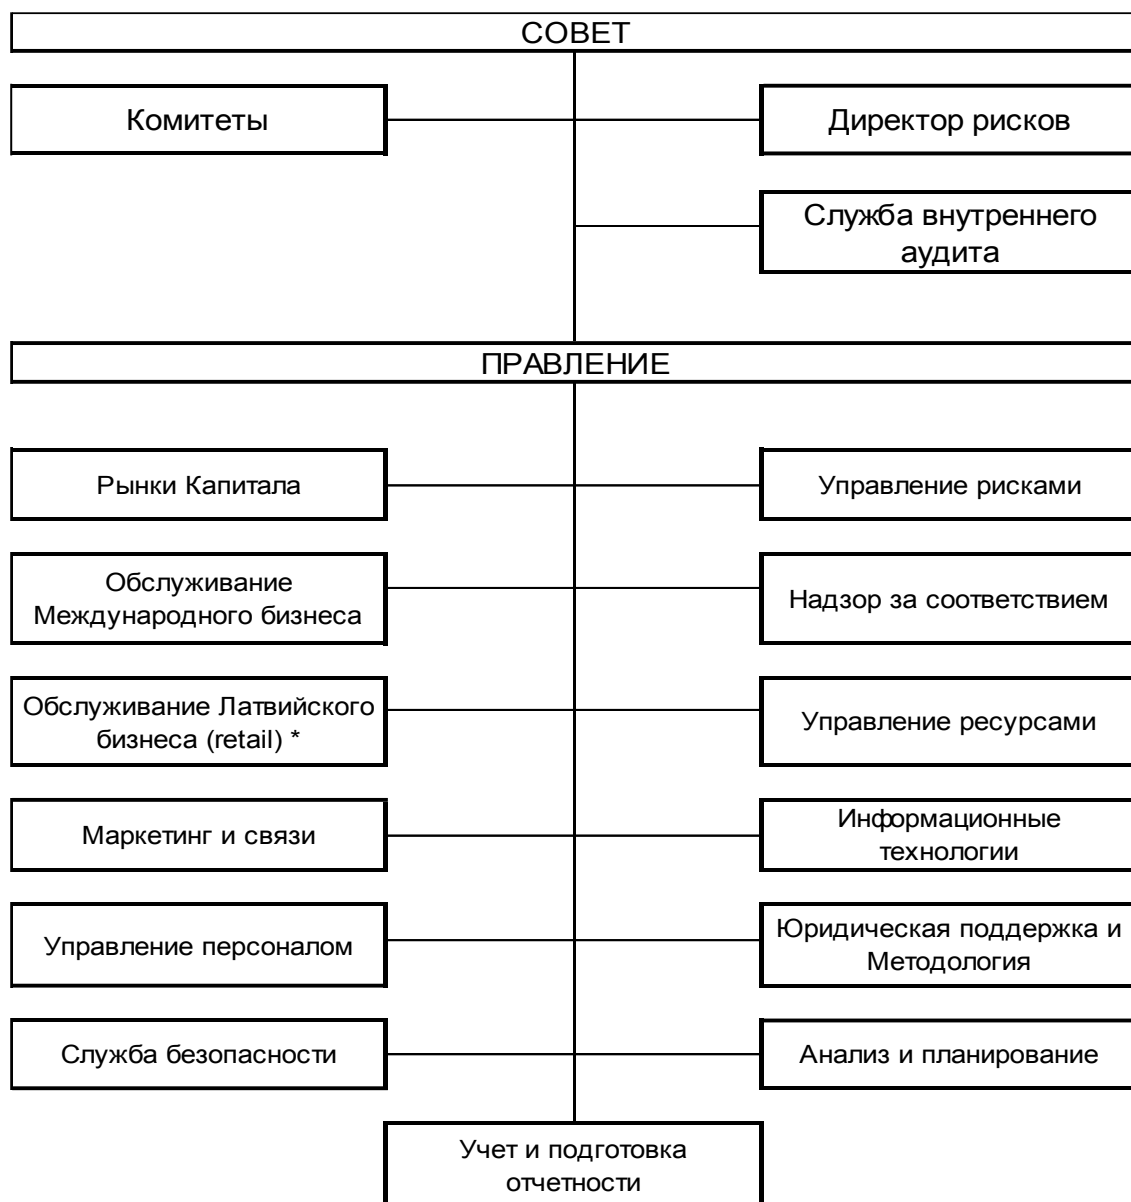 СОВЕТ
Комитеты
Директор рисков
Служба внутреннего
аудита
ПРАВЛЕНИЕ
Рынки Капитала
Управление рисками
Обслуживание
Международного бизнеса
Надзор за соответствием
Обслуживание Латвийского
бизнеса (retail) *
Управление ресурсами
Маркетинг и связи
Информационные
технологии
Управление персоналом
Юридическая поддержка и
Методология
Служба безопасности
Анализ и планирование
Учет и подготовка
отчетности